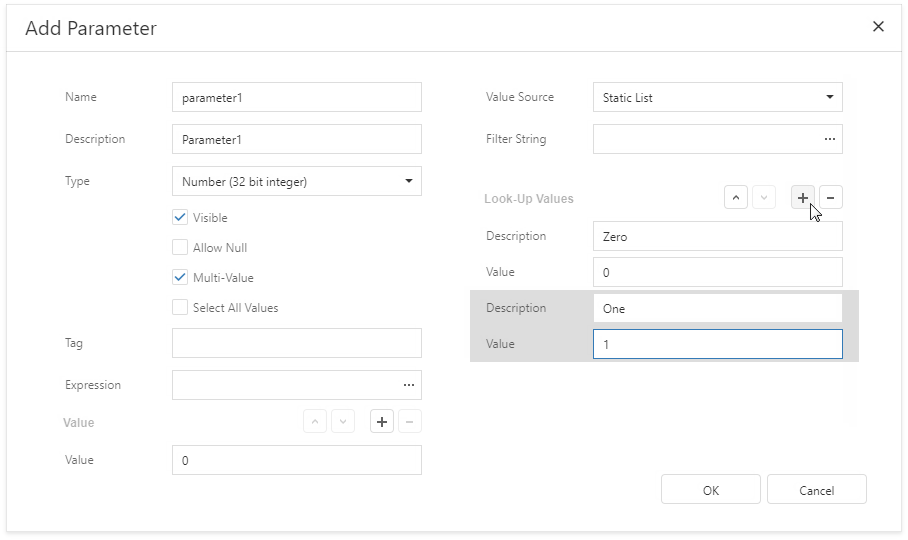 Add Parameter
Name
parameter1
Description
Parameter1
Type
Number (32 bit integer)
Visible
Allow Null
Multi-Value
Select All Values
Tag
Expression
...
Value
Value
0
Value Source
Static List
Filter String
...
Look-Up Values
Description
Zero
Value
0
Description
One
Value
1
OK
Cancel